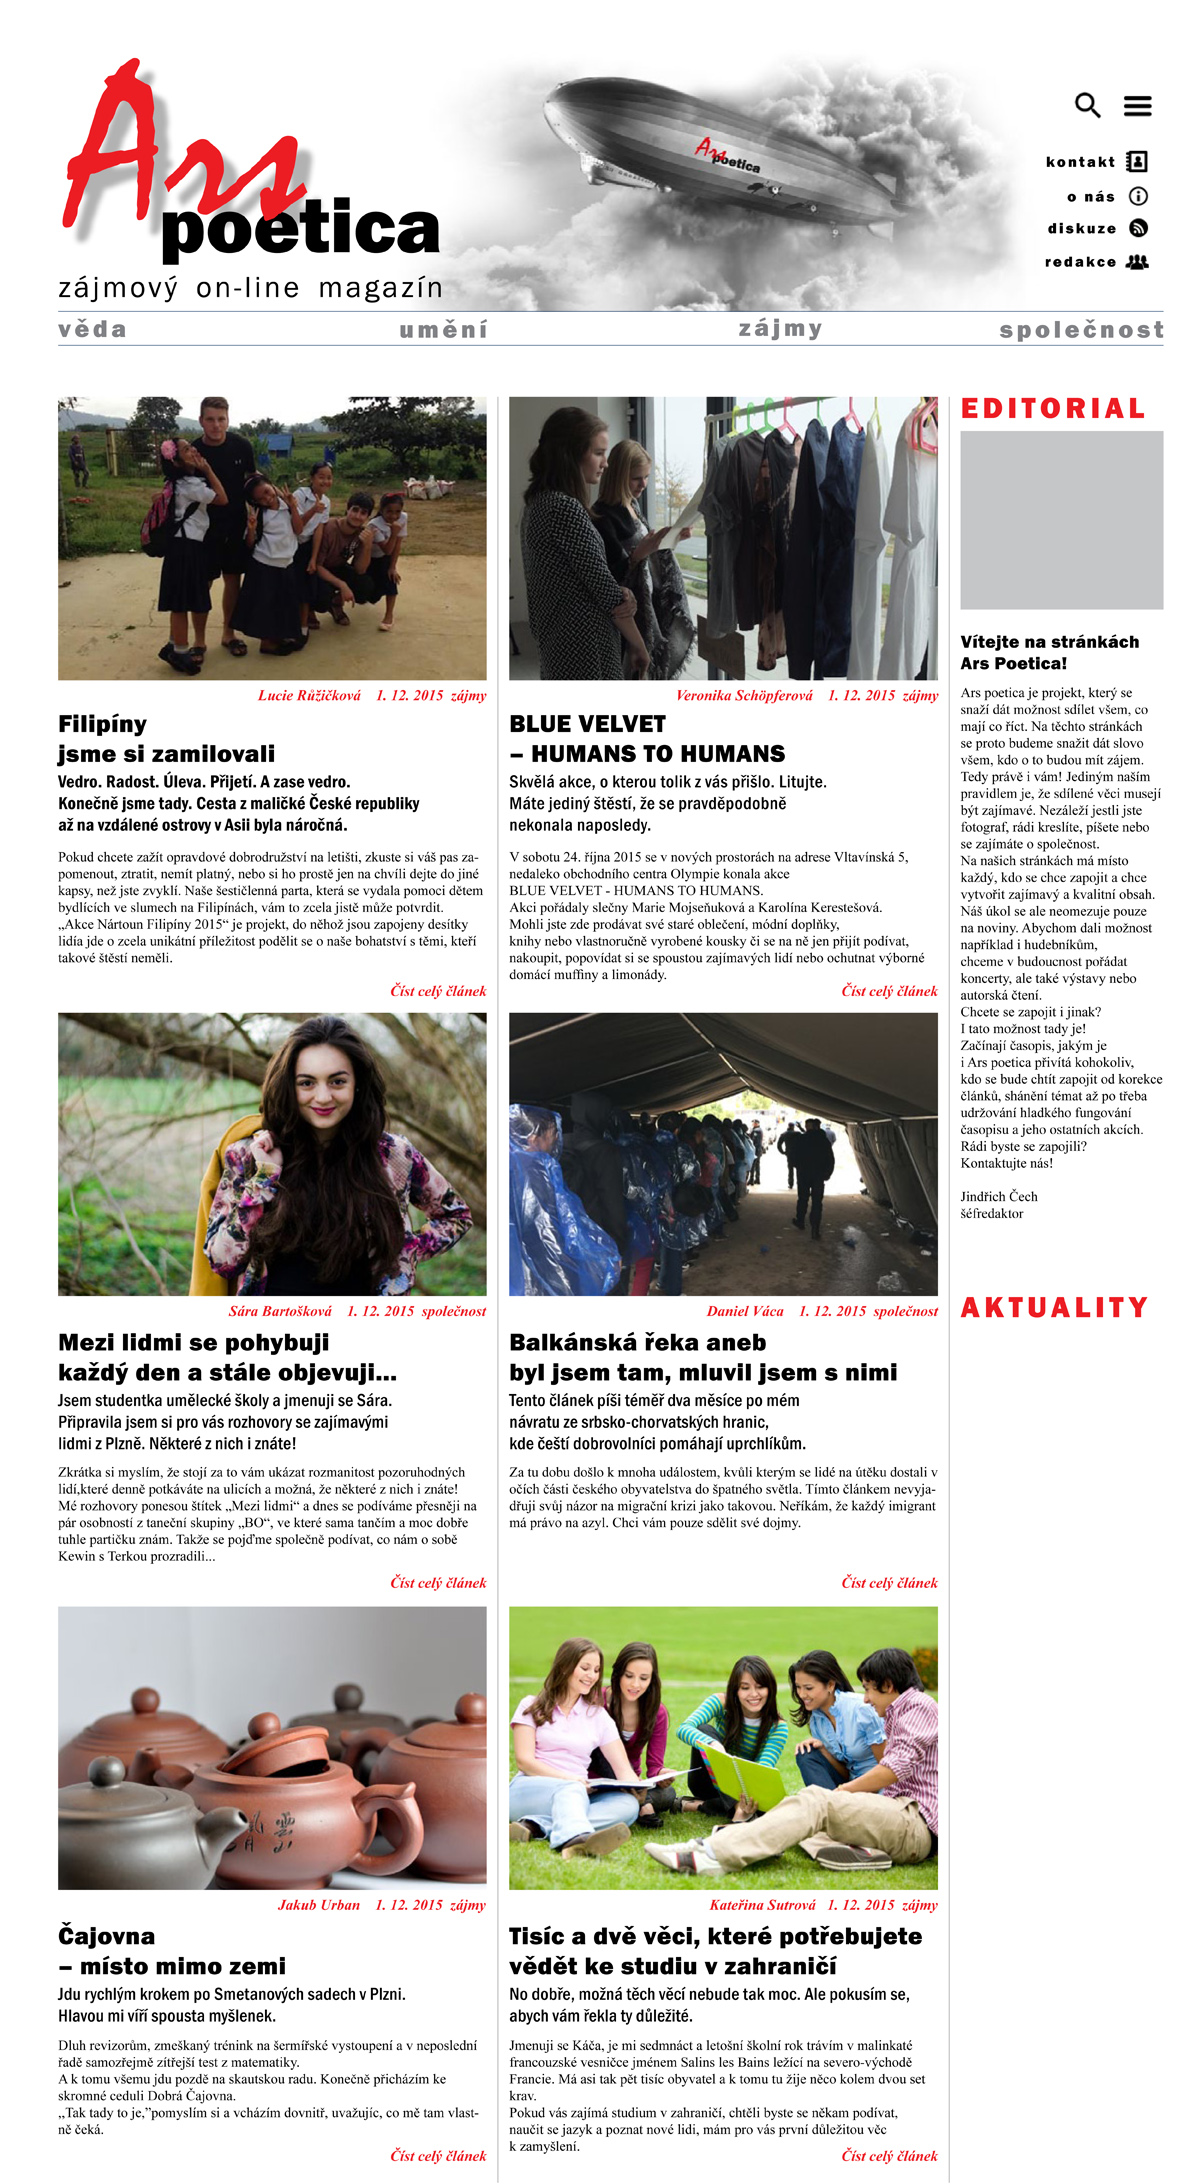 Ars
poetica
zájmový on-line magazín
Ars
poetica
kontakt
o nás
diskuze
redakce
věda
umění
zájmy
společnost
Lucie Růžičková 1. 12. 2015 zájmy
Filipíny
jsme si zamilovali
Vedro. Radost. Úleva. Přijetí. A zase vedro.
Konečně jsme tady. Cesta z maličké České republiky
až na vzdálené ostrovy v Asii byla náročná.
Pokud chcete zažít opravdové dobrodružství na letišti, zkuste si váš pas za-
pomenout, ztratit, nemít platný, nebo si ho prostě jen na chvíli dejte do jiné
kapsy, než jste zvyklí. Naše šestičlenná parta, která se vydala pomoci dětem
bydlících ve slumech na Filipínách, vám to zcela jistě může potvrdit.
„Akce Nártoun Filipíny 2015“ je projekt, do něhož jsou zapojeny desítky
lidía jde o zcela unikátní příležitost podělit se o naše bohatství s těmi, kteří
takové štěstí neměli.
Číst celý článek
Veronika Schöpferová 1. 12. 2015 zájmy
BLUE VELVET
– HUMANS TO HUMANS
Skvělá akce, o kterou tolik z vás přišlo. Litujte.
Máte jediný štěstí, že se pravděpodobně
nekonala naposledy.
V sobotu 24. října 2015 se v nových prostorách na adrese Vltavínská 5,
nedaleko obchodního centra Olympie konala akce
BLUE VELVET - HUMANS TO HUMANS.
Akci pořádaly slečny Marie Mojseňuková a Karolína Kerestešová.
Mohli jste zde prodávat své staré oblečení, módní doplňky,
knihy nebo vlastnoručně vyrobené kousky či se na ně jen přijít podívat,
nakoupit, popovídat si se spoustou zajímavých lidí nebo ochutnat výborné
domácí muffiny a limonády.
Číst celý článek
Sára Bartošková 1. 12. 2015 společnost
Mezi lidmi se pohybuji
každý den a stále objevuji...
Jsem studentka umělecké školy a jmenuji se Sára.
Připravila jsem si pro vás rozhovory se zajímavými
lidmi z Plzně. Některé z nich i znáte!
Zkrátka si myslím, že stojí za to vám ukázat rozmanitost pozoruhodných
lidí,které denně potkáváte na ulicích a možná, že některé z nich i znáte!
Mé rozhovory ponesou štítek „Mezi lidmi“ a dnes se podíváme přesněji na
pár osobností z taneční skupiny „BO“, ve které sama tančím a moc dobře
tuhle partičku znám. Takže se pojďme společně podívat, co nám o sobě
Kewin s Terkou prozradili...
Číst celý článek
Daniel Váca 1. 12. 2015 společnost
Balkánská řeka aneb
byl jsem tam, mluvil jsem s nimi
Tento článek píši téměř dva měsíce po mém
návratu ze srbsko-chorvatských hranic,
kde čeští dobrovolníci pomáhají uprchlíkům.
Za tu dobu došlo k mnoha událostem, kvůli kterým se lidé na útěku dostali v
očích části českého obyvatelstva do špatného světla. Tímto článkem nevyja-
dřuji svůj názor na migrační krizi jako takovou. Neříkám, že každý imigrant
má právo na azyl. Chci vám pouze sdělit své dojmy.
Číst celý článek
Jakub Urban 1. 12. 2015 zájmy
Čajovna
– místo mimo zemi
Jdu rychlým krokem po Smetanových sadech v Plzni.
Hlavou mi víří spousta myšlenek.
Dluh revizorům, zmeškaný trénink na šermířské vystoupení a v neposlední
řadě samozřejmě zítřejší test z matematiky.
A k tomu všemu jdu pozdě na skautskou radu. Konečně přicházím ke
skromné ceduli Dobrá Čajovna.
„Tak tady to je,”pomyslím si a vcházím dovnitř, uvažujíc, co mě tam vlast-
ně čeká.
Číst celý článek
Kateřina Sutrová 1. 12. 2015 zájmy
Tisíc a dvě věci, které potřebujete
vědět ke studiu v zahraničí
No dobře, možná těch věcí nebude tak moc. Ale pokusím se,
abych vám řekla ty důležité.
Jmenuji se Káča, je mi sedmnáct a letošní školní rok trávím v malinkaté
francouzské vesničce jménem Salins les Bains ležící na severo-východě
Francie. Má asi tak pět tisíc obyvatel a k tomu tu žije něco kolem dvou set
krav.
Pokud vás zajímá studium v zahraničí, chtěli byste se někam podívat,
naučit se jazyk a poznat nové lidi, mám pro vás první důležitou věc
k zamyšlení.
Číst celý článek
EDITORIAL
Vítejte na stránkách
Ars Poetica!
Ars poetica je projekt, který se
snaží dát možnost sdílet všem, co
mají co říct. Na těchto stránkách
se proto budeme snažit dát slovo
všem, kdo o to budou mít zájem.
Tedy právě i vám! Jediným naším
pravidlem je, že sdílené věci musejí
být zajímavé. Nezáleží jestli jste
fotograf, rádi kreslíte, píšete nebo
se zajímáte o společnost.
Na našich stránkách má místo
každý, kdo se chce zapojit a chce
vytvořit zajímavý a kvalitní obsah.
Náš úkol se ale neomezuje pouze
na noviny. Abychom dali možnost
například i hudebníkům,
chceme v budoucnost pořádat
koncerty, ale také výstavy nebo
autorská čtení.
Chcete se zapojit i jinak?
I tato možnost tady je!
Začínají časopis, jakým je
i Ars poetica přivítá kohokoliv,
kdo se bude chtít zapojit od korekce
článků, shánění témat až po třeba
udržování hladkého fungování
časopisu a jeho ostatních akcích.
Rádi byste se zapojili?
Kontaktujte nás!
Jindřich Čech
šéfredaktor
AKTUALITY